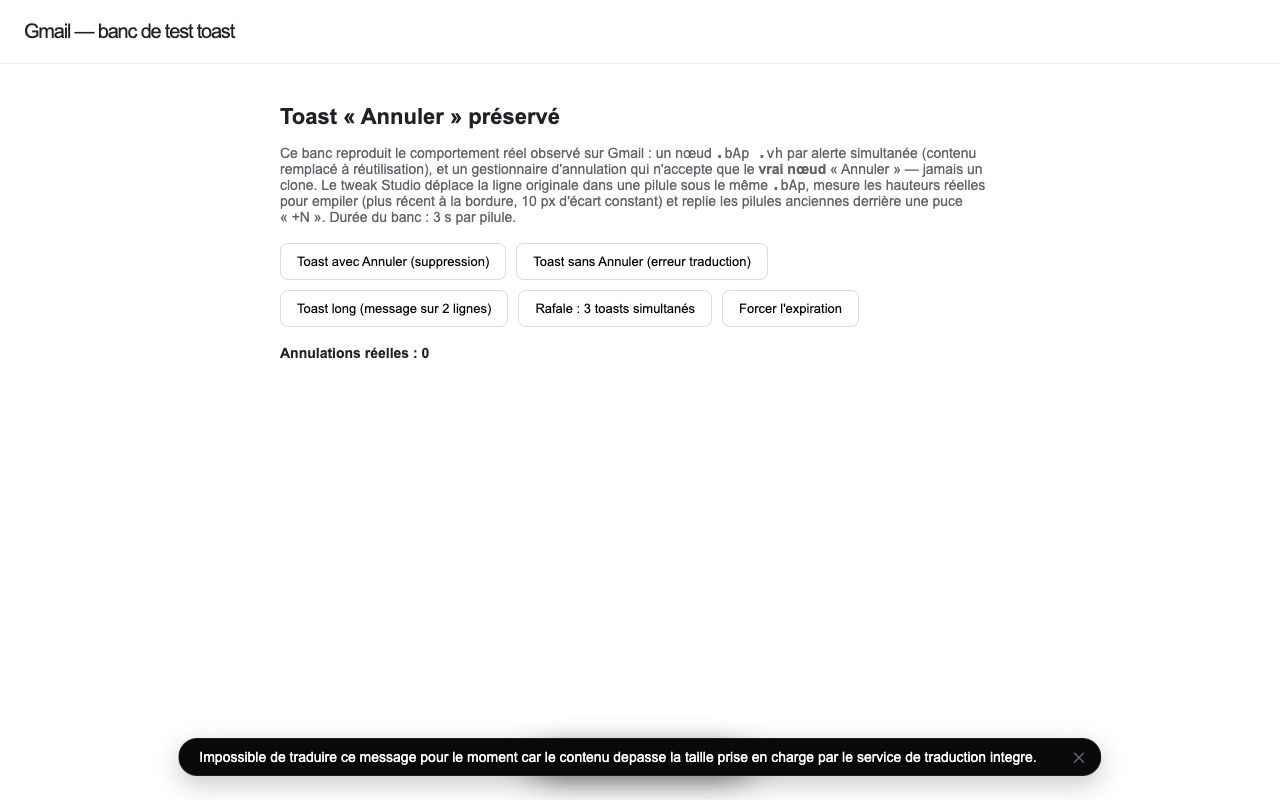 Gmail — banc de test toast
Toast « Annuler » préservé
Ce banc reproduit le comportement réel observé sur Gmail : un nœud .bAp .vh par alerte simultanée (contenu
remplacé à réutilisation), et un gestionnaire d'annulation qui n'accepte que le vrai nœud « Annuler » — jamais un
clone. Le tweak Studio déplace la ligne originale dans une pilule sous le même .bAp, mesure les hauteurs réelles
pour empiler (plus récent à la bordure, 10 px d'écart constant) et replie les pilules anciennes derrière une puce
« +N ». Durée du banc : 3 s par pilule.
Toast avec Annuler (suppression)
Toast sans Annuler (erreur traduction)
Toast long (message sur 2 lignes)
Rafale : 3 toasts simultanés
Forcer l'expiration
Annulations réelles : 0
Impossible de traduire ce message pour le moment car le contenu depasse la taille prise en charge par le service de traduction integre.